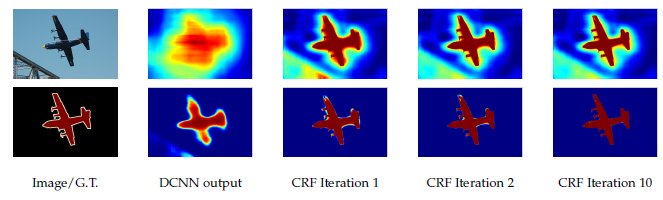 Image/G.T. DCNN output CRF Iteration 1 CRF Iteration 2 CRF Iteration 10